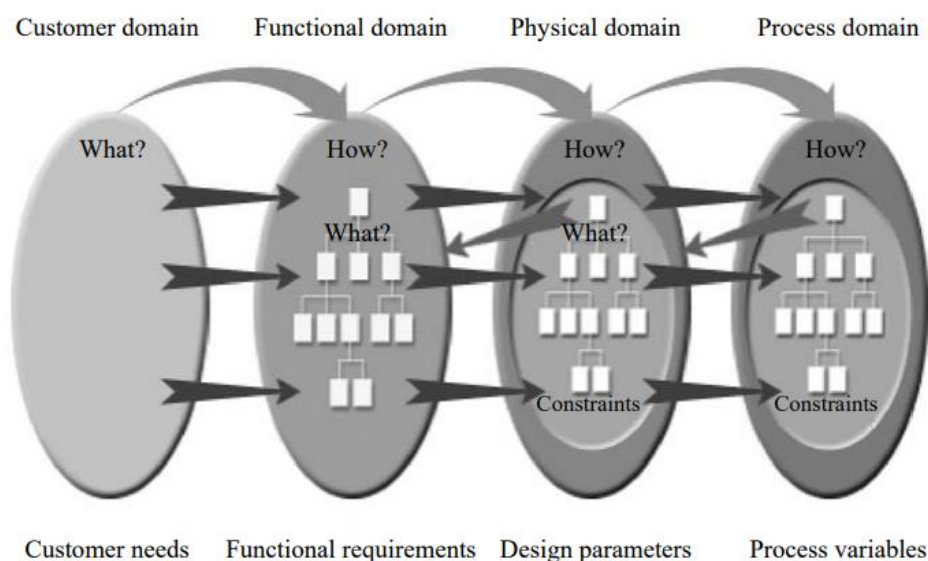 Customer domain
Functional domain
Physical domain
Process domain
What?
How?
How?
How?
What?
What?
Constraints
Constraints
Customer needs
Functional requirements
Design parameters
Process variables